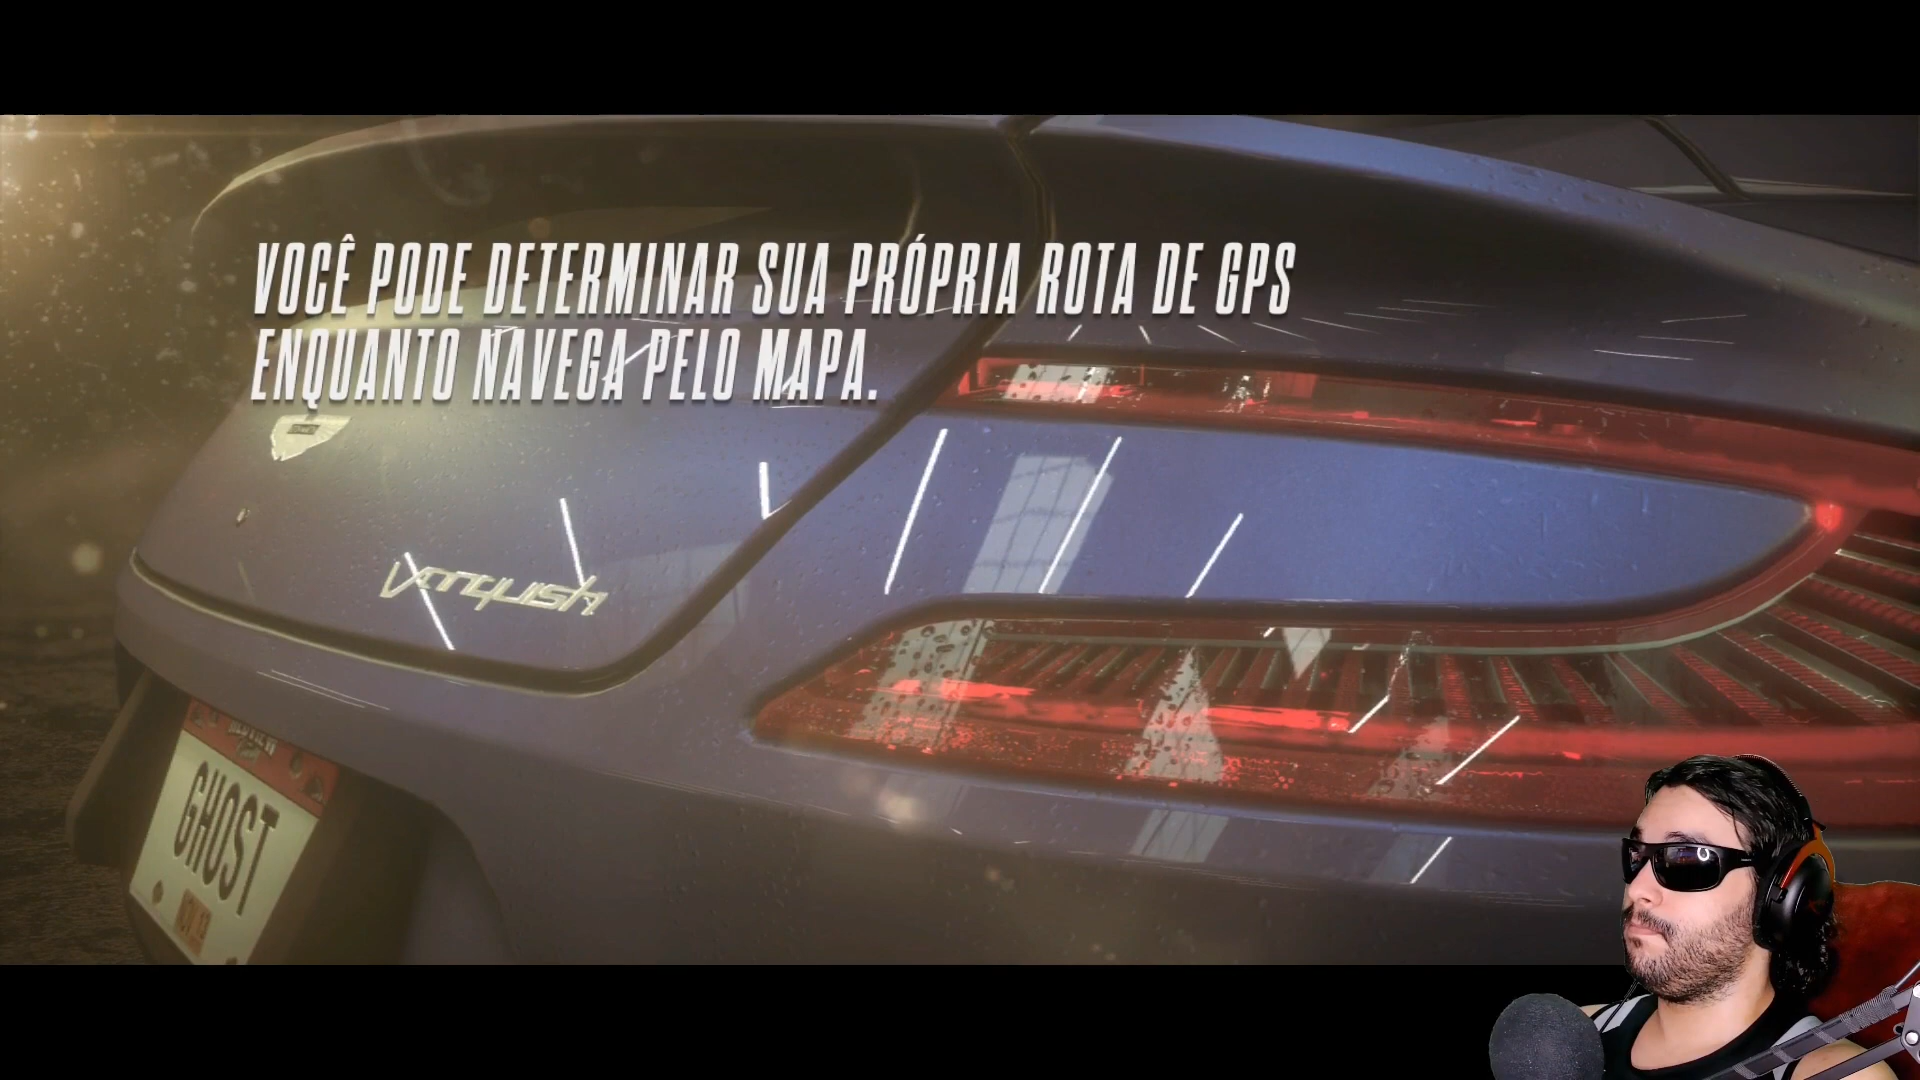 VOCÊ PODE DETERMINAR SUA PRÓPRIA ROTA DE GPS
ENQUANTO NAVEGA PELO MAPA.
Vanquish
GHOST